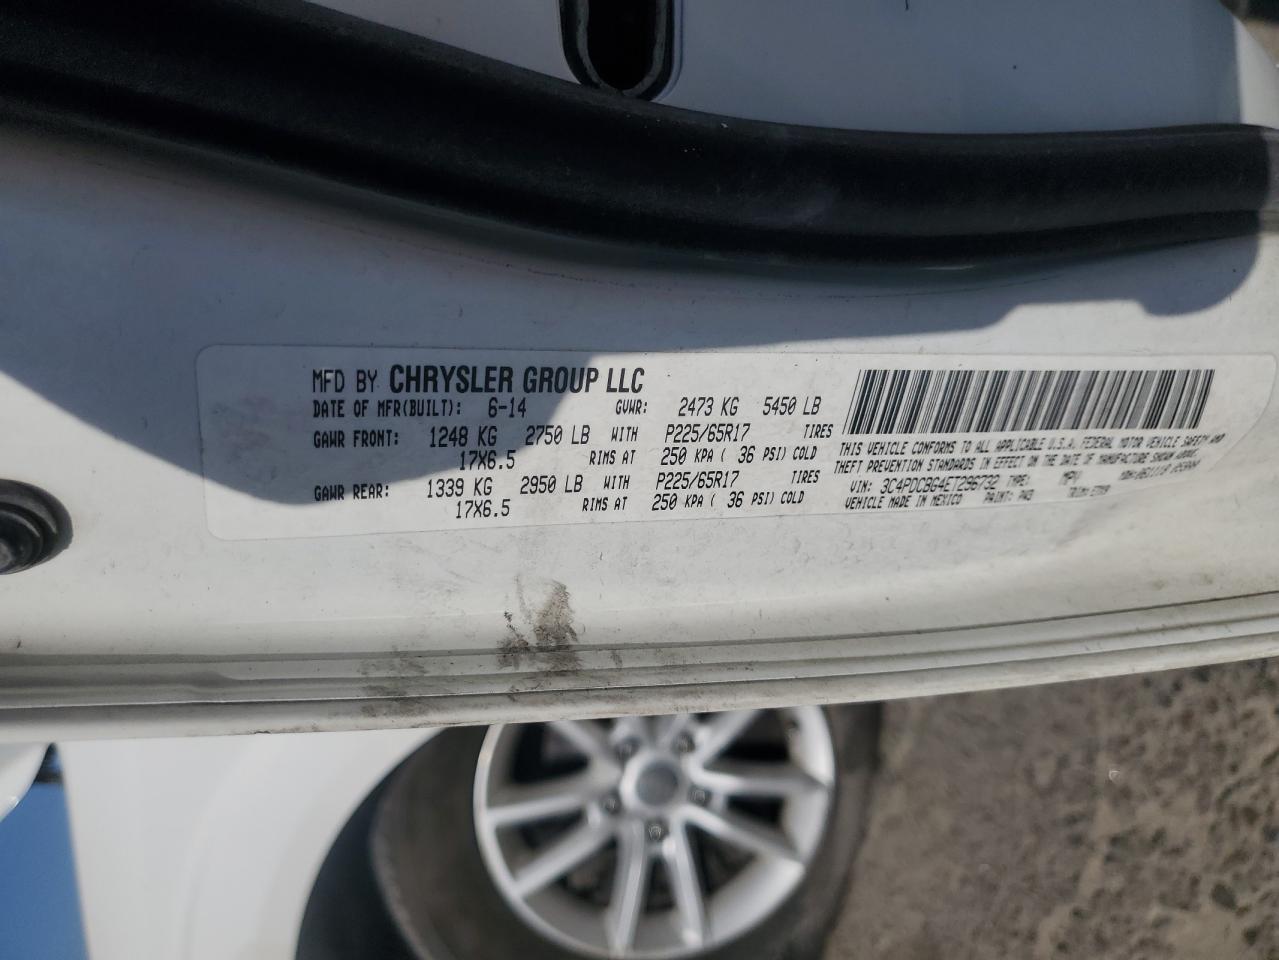 MFD BY CHRYSLER GROUP LLC
DATE OF MFR(BUILT): 6-14 GVWR: 2473 KG 5450 LB
GAWR FRONT: 1248 KG 2750 LB WITH P225/65R17 TIRES
17X6.5 RIMS AT 250 KPA ( 36 PSI) COLD
GAWR REAR: 1339 KG 2950 LB WITH P225/65R17 TIRES
17X6.5 RIMS AT 250 KPA ( 36 PSI) COLD
THIS VEHICLE CONFORMS TO ALL APPLICABLE U.S.A. FEDERAL MOTOR VEHICLE SAFETY AND
THEFT PREVENTION STANDARDS IN EFFECT ON THE DATE OF MANUFACTURE SHOWN ABOVE.
VIN: 3C4PDCBG4ET296732 TYPE: MPV
VEHICLE MADE IN MEXICO PAINT: PW3 TRIM: